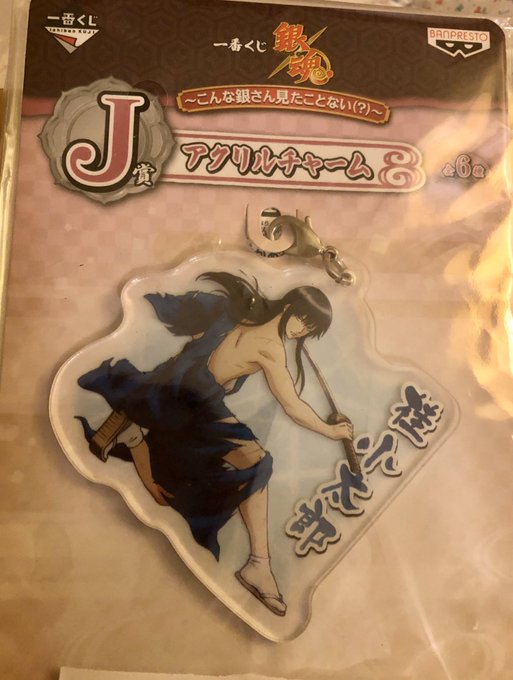 一番くじ
Ichiban KUJI
一番くじ 銀魂
BANPRESTO
~こんな銀さん見たことない(?)~
J賞 アクリルチャーム 全6種
桂小太郎